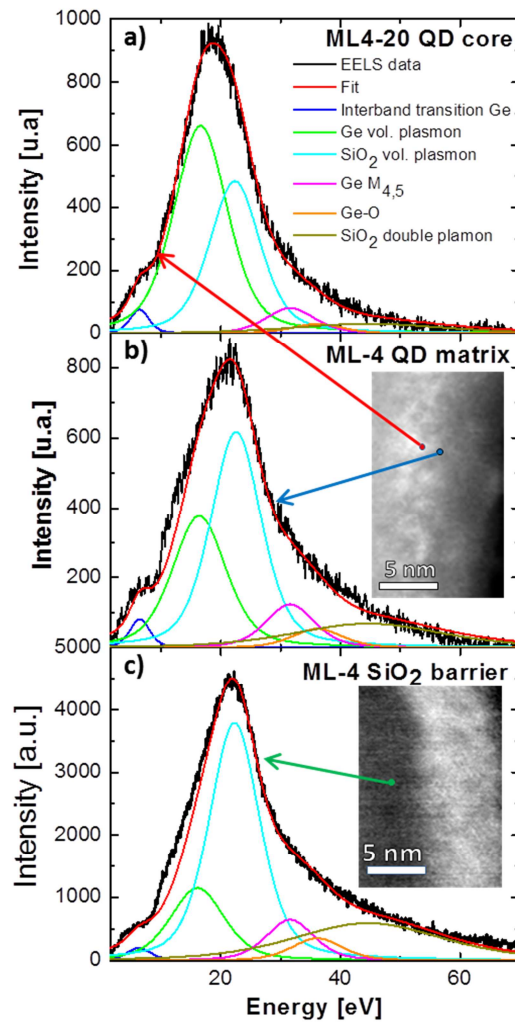 a) ML4-20 QD core
EELS data
Fit
Interband transition Ge
Ge vol. plasmon
SiO2 vol. plasmon
Ge M4,5
Ge-O
SiO2 double plamon
Intensity [u.a]
1000
800
600
400
200
0
b) ML-4 QD matrix
Intensity [u.a.]
800
600
400
200
5 nm
5000
c) ML-4 SiO2 barrier
Intensity [a.u.]
4000
3000
2000
1000
0
5 nm
20 40 60
Energy [eV]